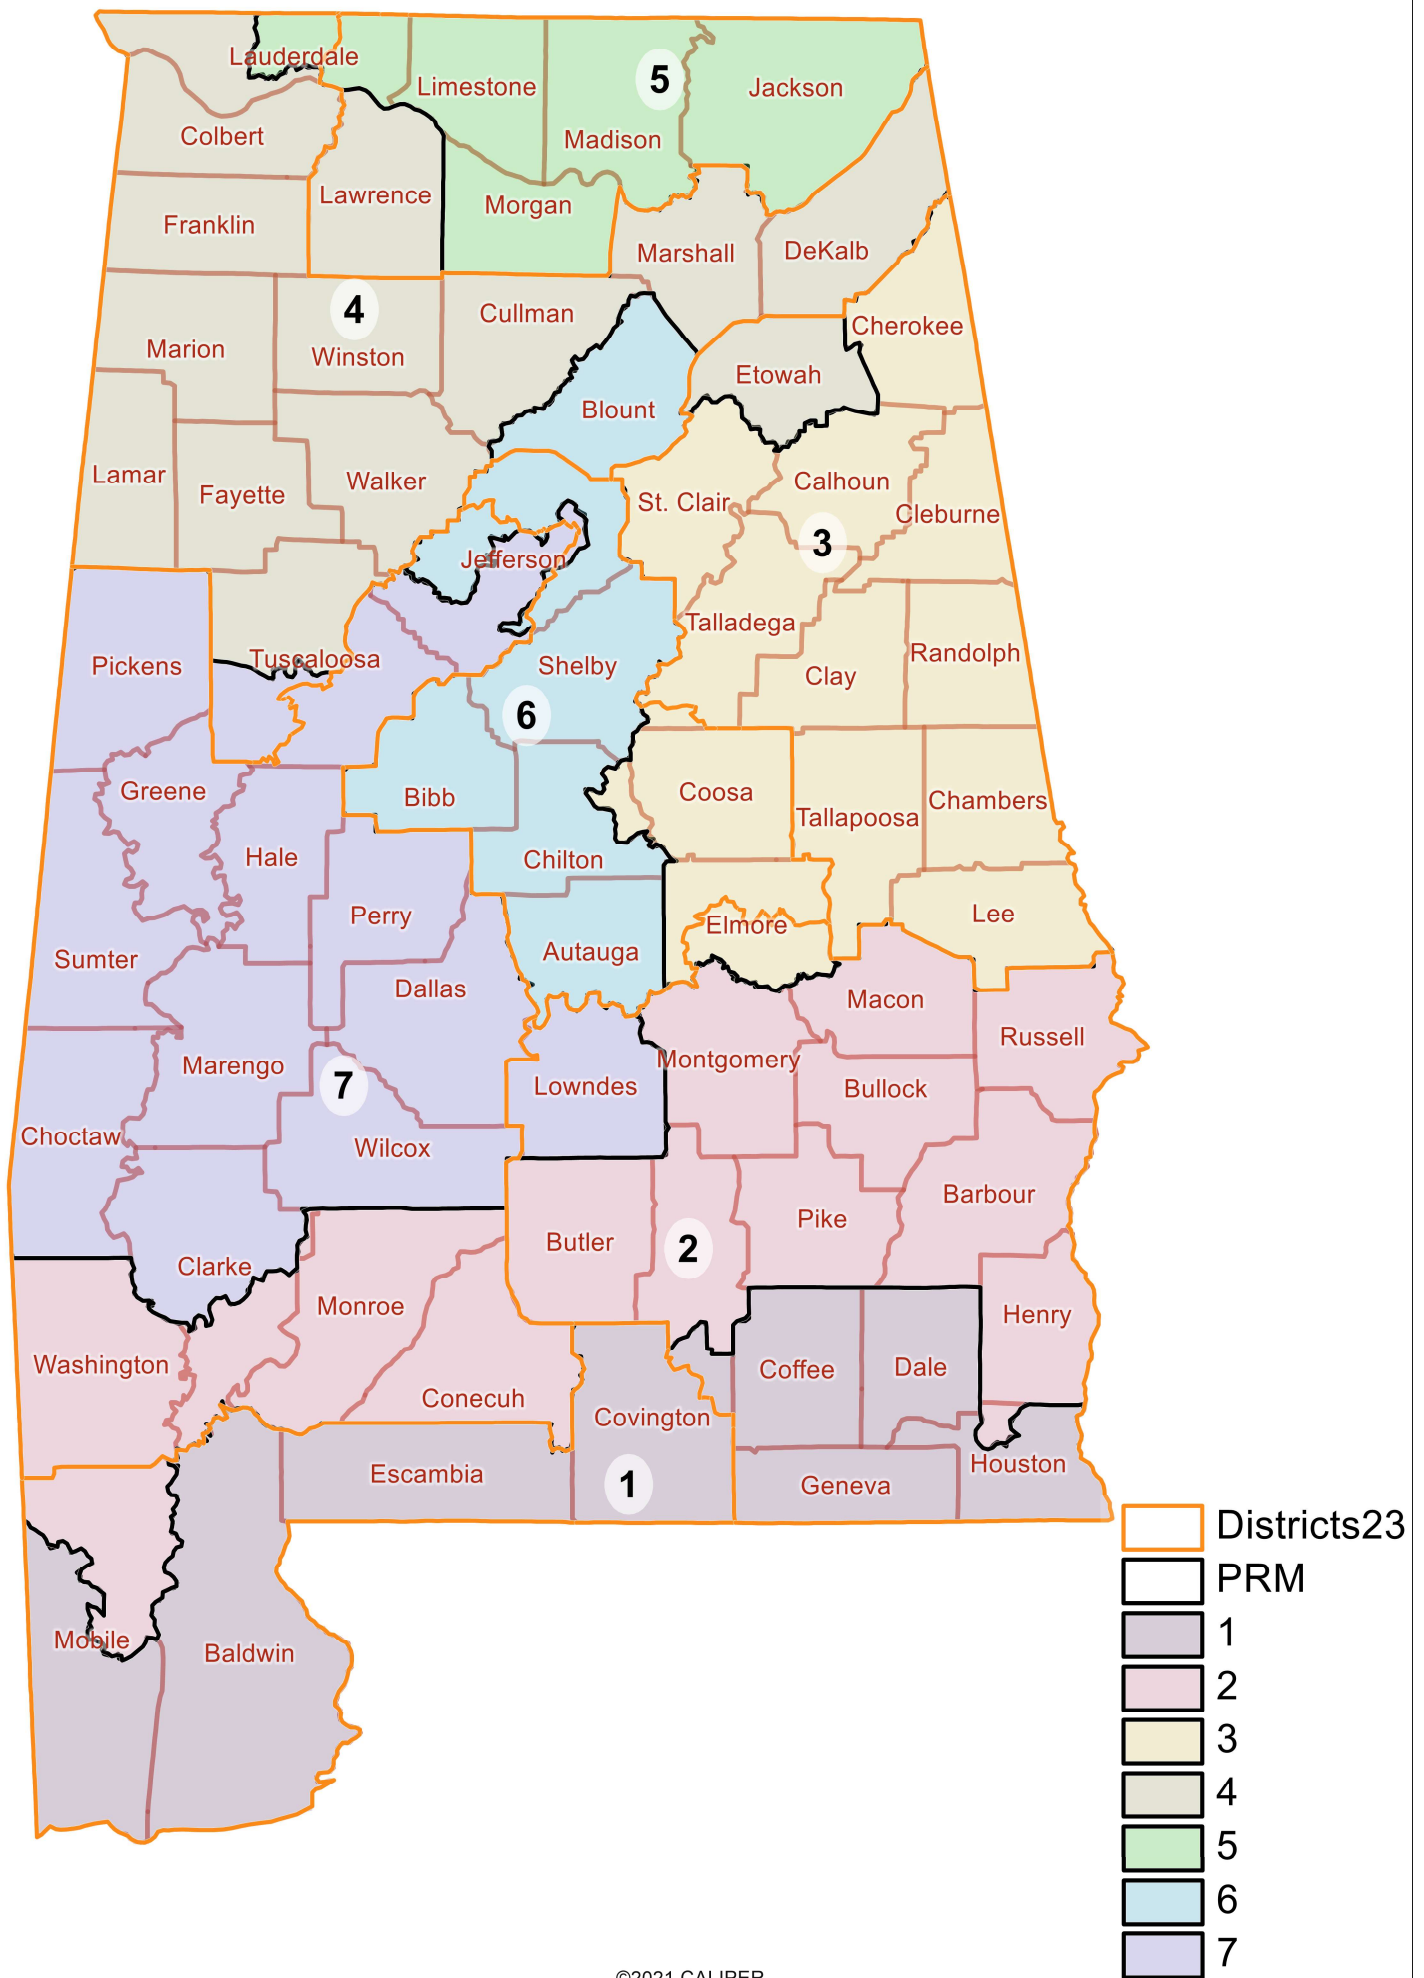 Lauderdale
5
Limestone
Jackson
Colbert
Madison
Lawrence
Morgan
Franklin
Marshall
DeKalb
4
Cullman
Cherokee
Marion
Winston
Etowah
Blount
Lamar
Walker
Calhoun
Fayette
St. Clair
Cleburne
3
Jefferson
Talladega
Randolph
Tuscaloosa
Pickens
Shelby
Clay
6
Greene
Coosa
Bibb
Chambers
Tallapoosa
Hale
Chilton
Perry
Lee
Elmore
Autauga
Sumter
Dallas
Macon
Russell
Marengo
Montgomery
7
Lowndes
Bullock
Choctaw
Wilcox
Barbour
Pike
Butler
2
Clarke
Monroe
Henry
Washington
Coffee
Dale
Conecuh
Covington
Houston
Escambia
1
Geneva
Districts23
PRM
1
Mobile
Baldwin
2
3
4
5
6
7
©2021 CALIPER